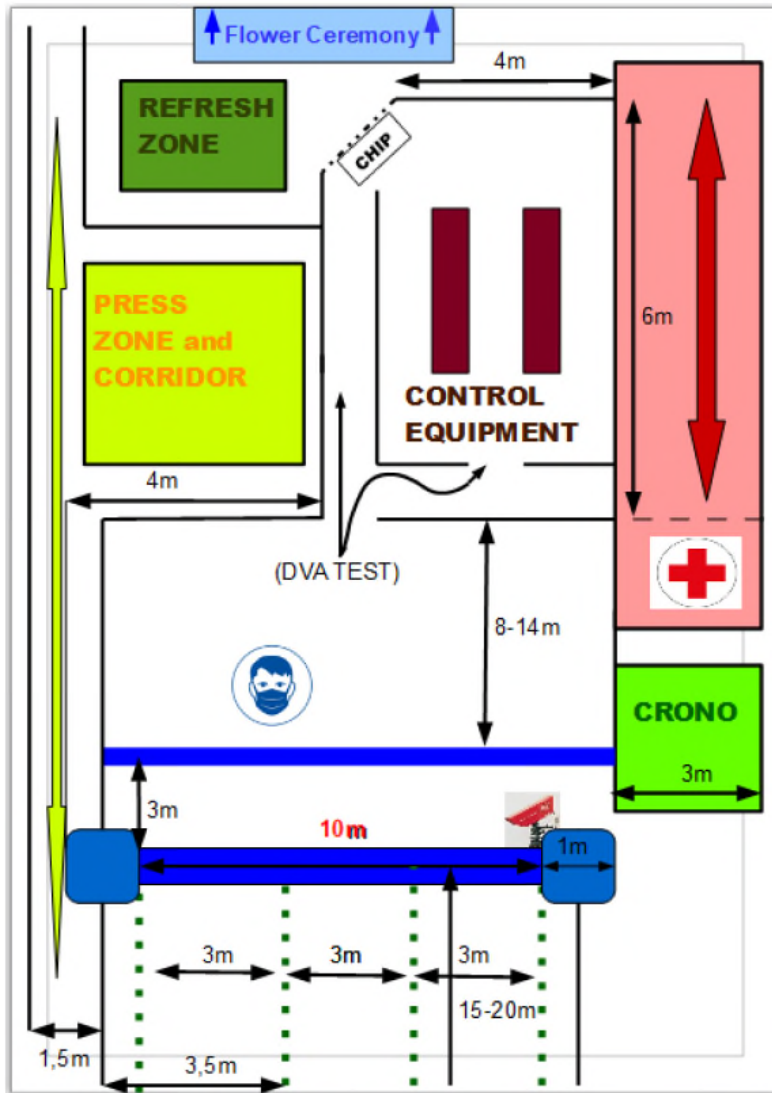 Flower Ceremony
4m
REFRESH
ZONE
CHIP
6m
PRESS
ZONE and
CORRIDOR
CONTROL
EQUIPMENT
4m
(DVA TEST)
8-14m
CRONO
3m
3m
10m
1m
3m
3m
3m
15-20m
1,5m
3,5m